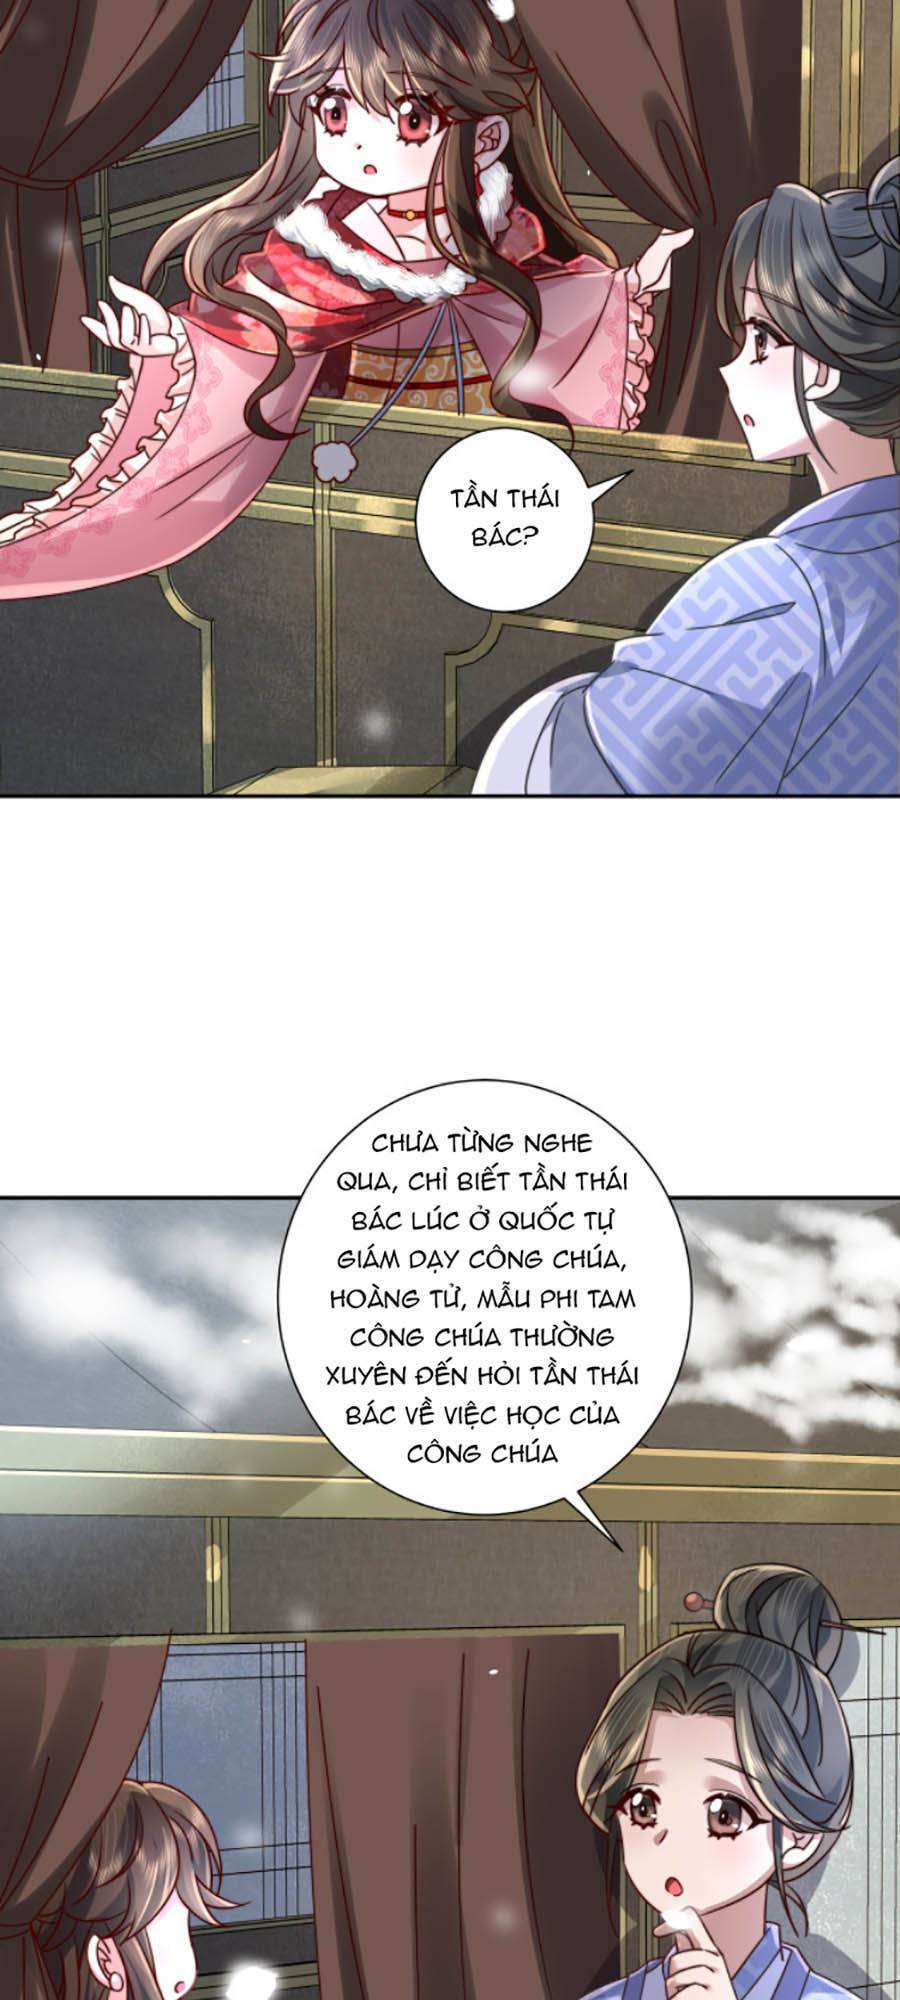 TẦN THÁI
BÁC?
CHƯA TỪNG NGHE
QUA, CHỈ BIẾT TẦN THÁI
BÁC LÚC Ở QUỐC TỰ
GIÁM DẠY CÔNG CHÚA,
HOÀNG TỬ, MẪU PHI TAM
CÔNG CHÚA THƯỜNG
XUYÊN ĐẾN HỎI TẦN THÁI
BÁC VỀ VIỆC HỌC CỦA
CÔNG CHÚA